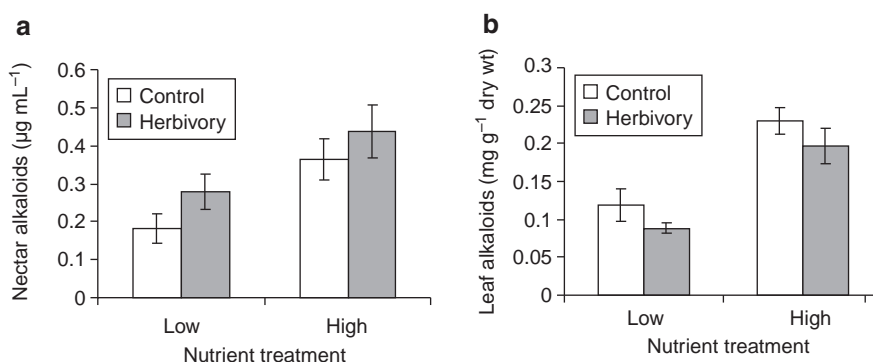 a
Nectar alkaloids (µg mL⁻¹)
0.6
0.5
0.4
0.3
0.2
0.1
0
Control
Herbivory
Low
High
Nutrient treatment
b
Leaf alkaloids (mg g⁻¹ dry wt)
0.3
0.25
0.2
0.15
0.1
0.05
0
Control
Herbivory
Low
High
Nutrient treatment